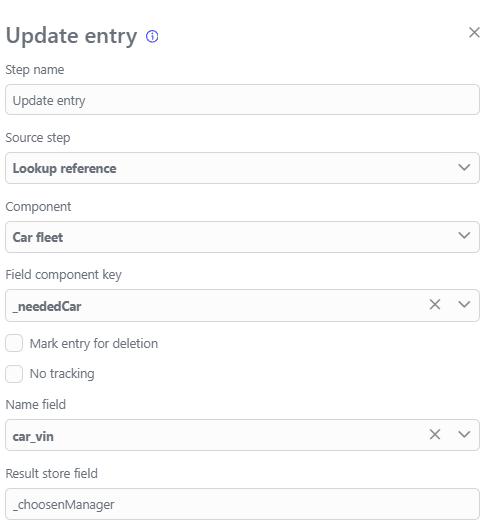 Update entry
Step name
Update entry
Source step
Lookup reference
Component
Car fleet
Field component key
_neededCar
Mark entry for deletion
No tracking
Name field
car_vin
Result store field
_choosenManager